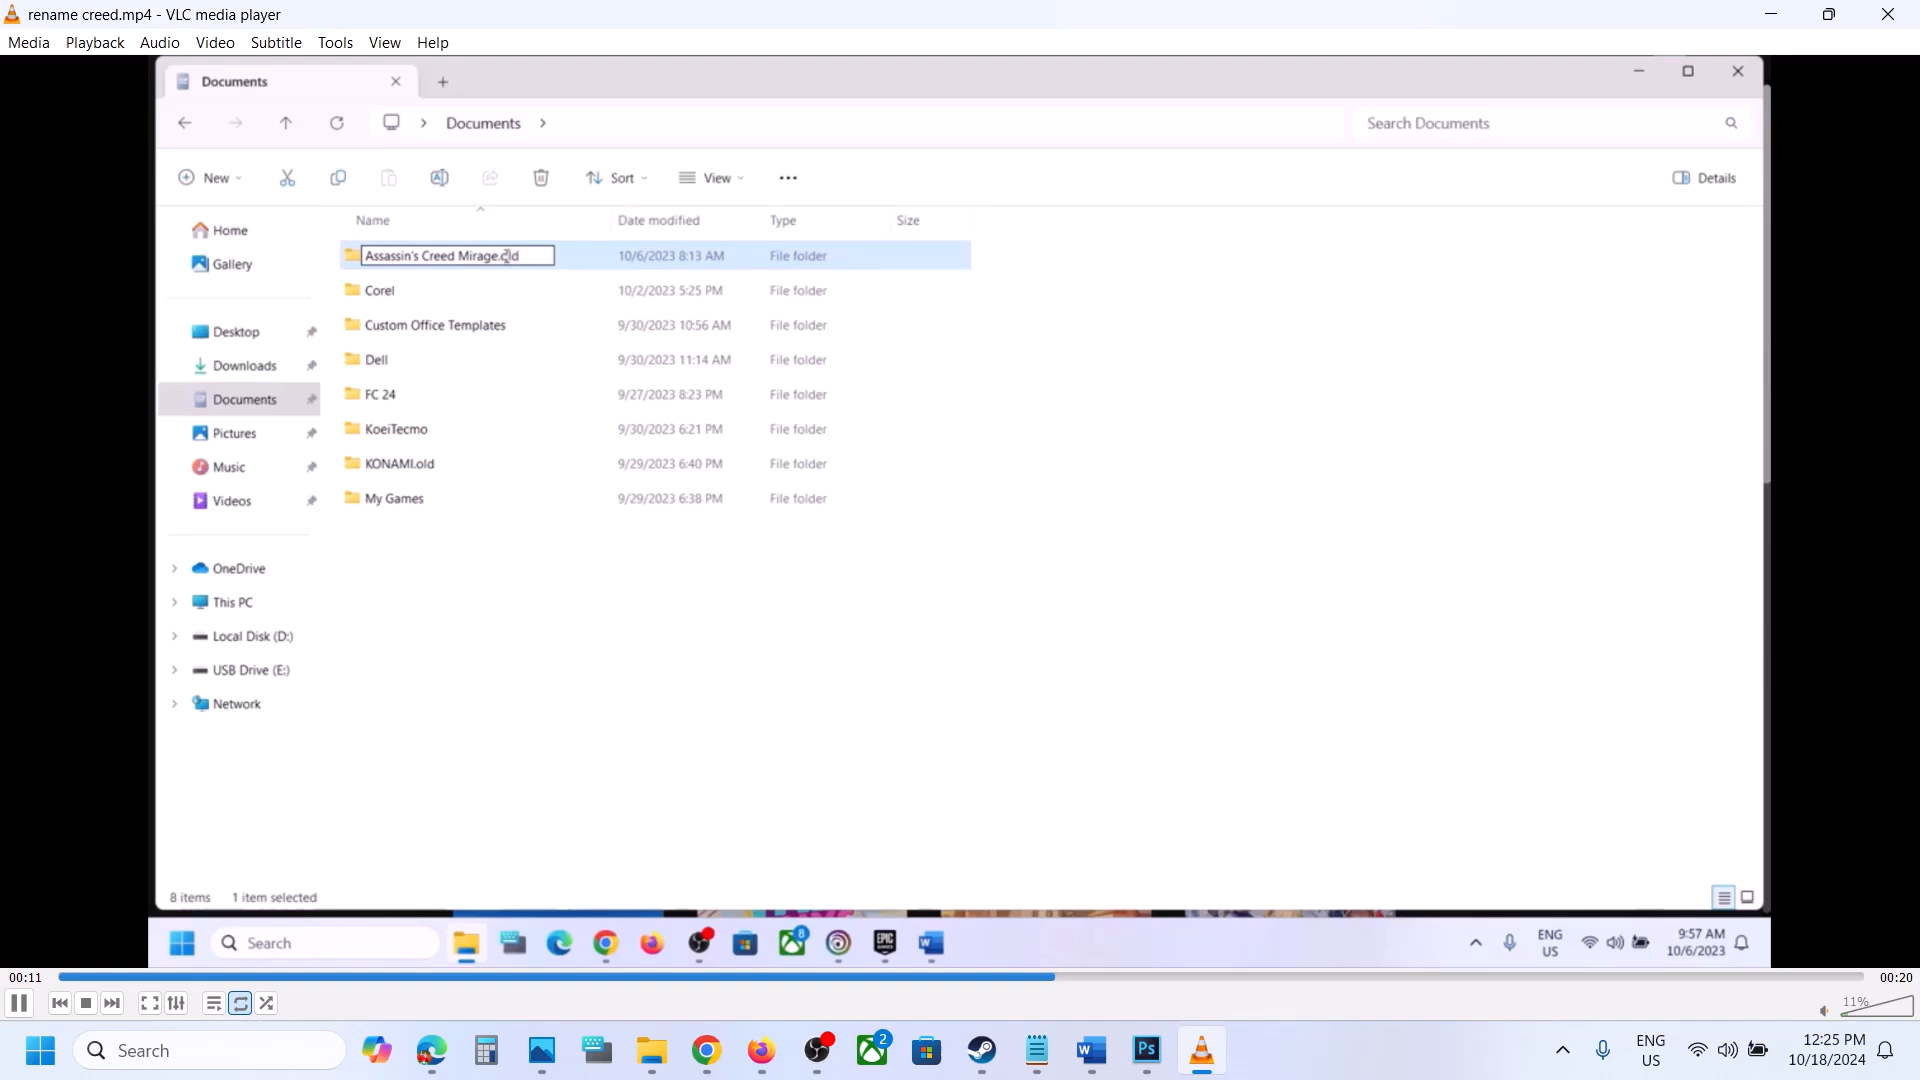 rename creed.mp4 - VLC media player
Media Playback Audio Video Subtitle Tools View Help
Documents
Documents
Search Documents
New
Sort
View
Details
Name Date modified Type Size
Home
Gallery
Desktop
Downloads
Documents
Pictures
Music
Videos
OneDrive
This PC
Local Disk (D:)
USB Drive (E:)
Network
Assassin's Creed Mirage.old 10/6/2023 8:13 AM File folder
Corel 10/2/2023 5:25 PM File folder
Custom Office Templates 9/30/2023 10:56 AM File folder
Dell 9/30/2023 11:14 AM File folder
FC 24 9/27/2023 8:23 PM File folder
KoeiTecmo 9/30/2023 6:21 PM File folder
KONAMI.old 9/29/2023 6:40 PM File folder
My Games 9/29/2023 6:38 PM File folder
8 items 1 item selected
Search
8
EPIC
GAMES
ENG
US
9:57 AM
10/6/2023
00:11
00:20
11%
Search
2
Ps
ENG
US
12:25 PM
10/18/2024